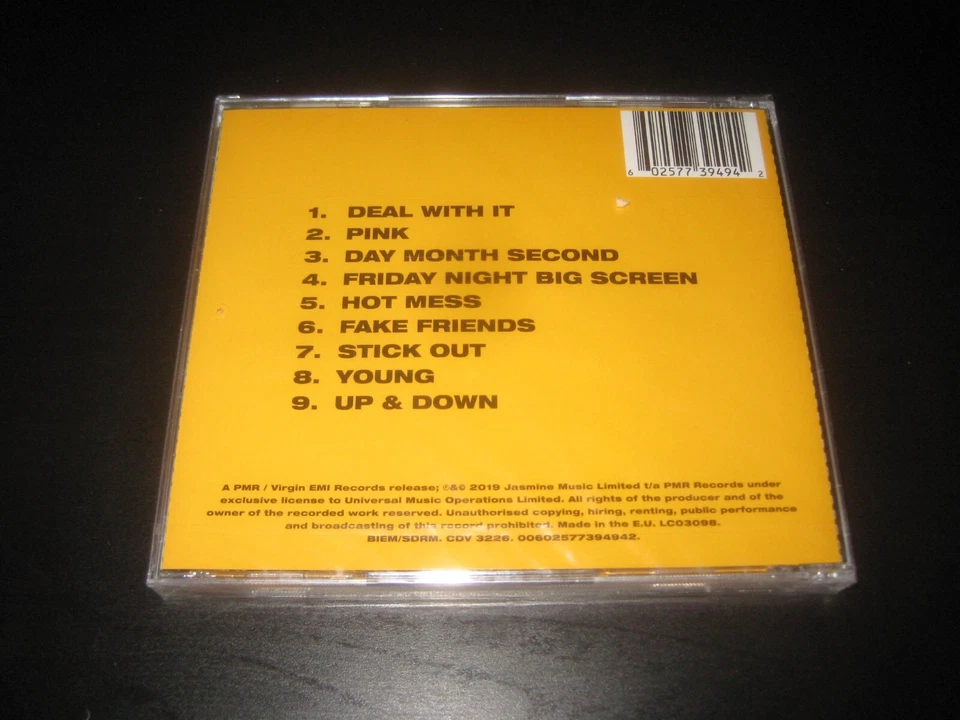 6 02577 39494 2
1. DEAL WITH IT
2. PINK
3. DAY MONTH SECOND
4. FRIDAY NIGHT BIG SCREEN
5. HOT MESS
6. FAKE FRIENDS
7. STICK OUT
8. YOUNG
9. UP & DOWN
A PMR / Virgin EMI Records release; ℗&© 2019 Jasmine Music Limited t/a PMR Records under
exclusive license to Universal Music Operations Limited. All rights of the producer and of the
owner of the recorded work reserved. Unauthorised copying, hiring, renting, public performance
and broadcasting of this record prohibited. Made in the E.U. LC03098.
BIEM/SDRM. CDV 3226. 00602577394942.